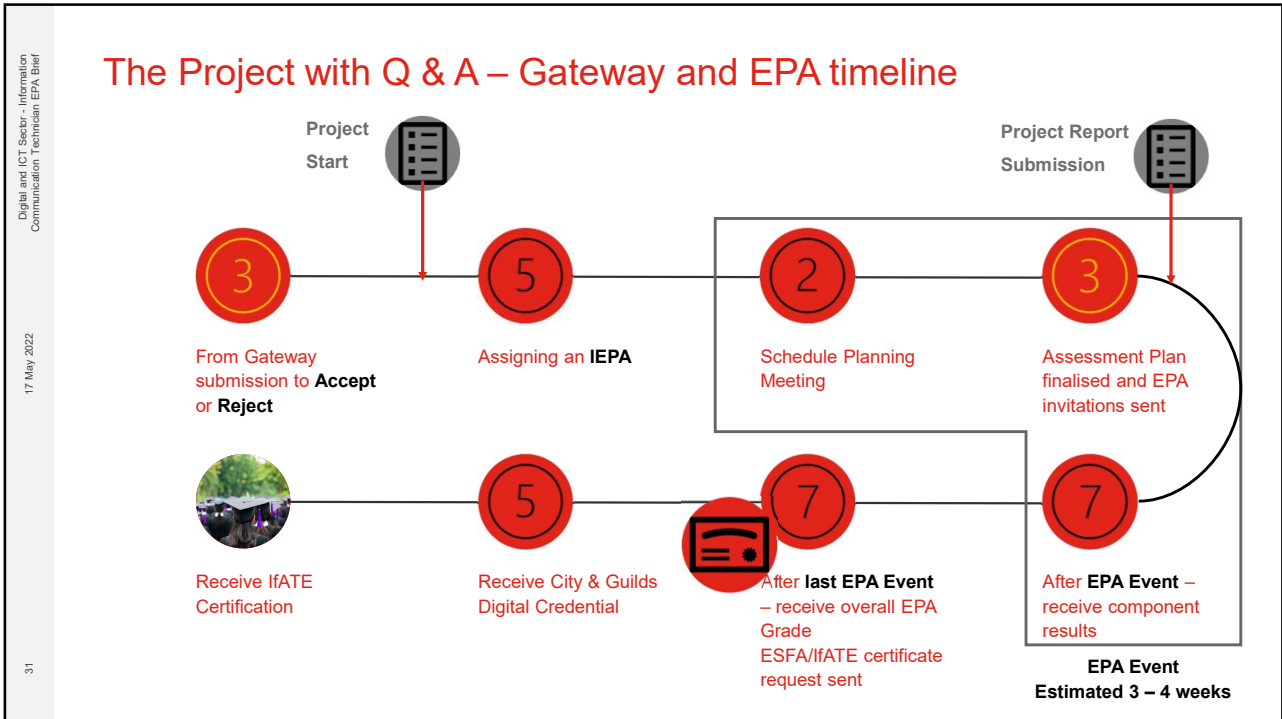 Digital and ICT Sector - Information
Communication Technician EPA Brief
17 May 2022
31
The Project with Q & A – Gateway and EPA timeline
Project
Start
Project Report
Submission
3
5
2
3
From Gateway
submission to Accept
or Reject
Assigning an IEPA
Schedule Planning
Meeting
Assessment Plan
finalised and EPA
invitations sent
5
7
7
Receive IfATE
Certification
Receive City & Guilds
Digital Credential
After last EPA Event
– receive overall EPA
Grade
ESFA/IfATE certificate
request sent
After EPA Event –
receive component
results
EPA Event
Estimated 3 – 4 weeks